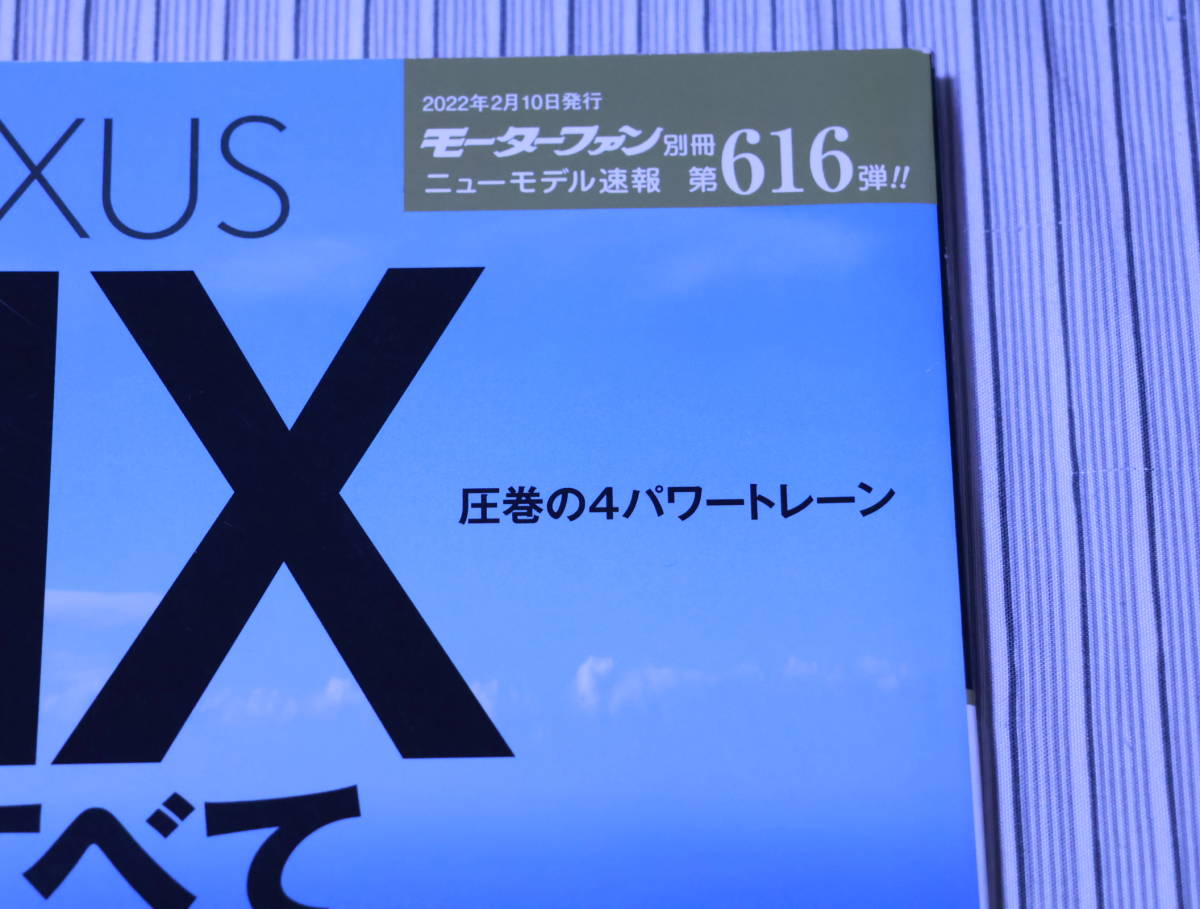 2022年2月10日発行
モーターファン別冊
ニューモデル速報 第616弾!!
XUS
X
圧巻の4パワートレーン
すべて